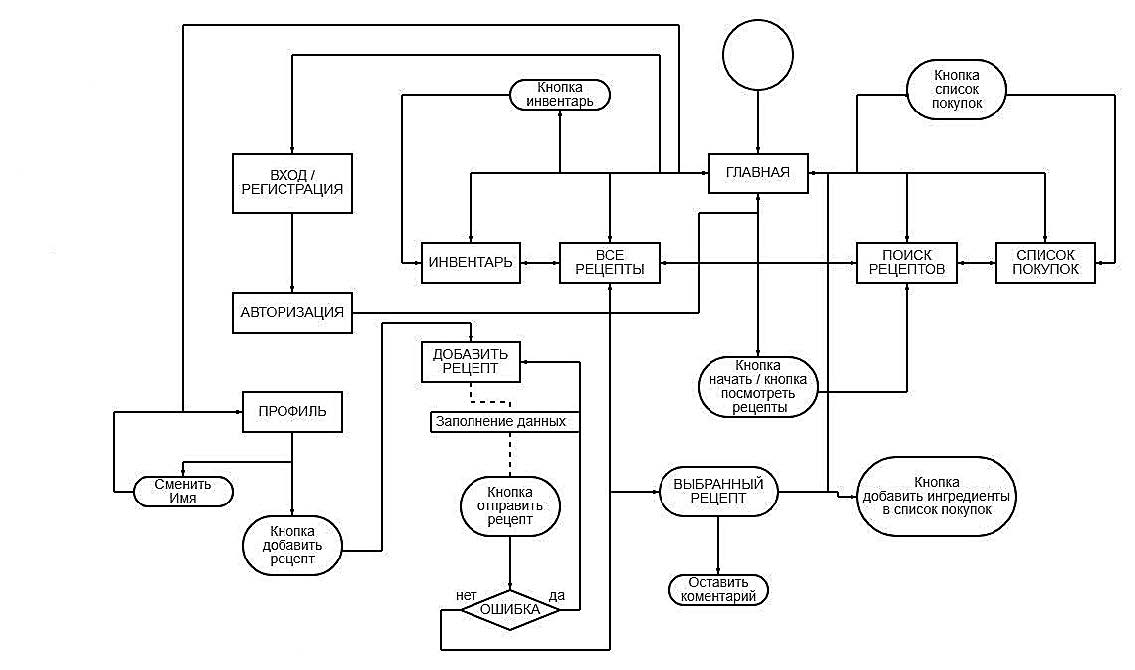 Кнопка
инвентарь
Кнопка
список
покупок
ВХОД /
РЕГИСТРАЦИЯ
ГЛАВНАЯ
ИНВЕНТАРЬ
ВСЕ
РЕЦЕПТЫ
ПОИСК
РЕЦЕПТОВ
СПИСОК
ПОКУПОК
АВТОРИЗАЦИЯ
ДОБАВИТЬ
РЕЦЕПТ
Кнопка
начать / кнопка
посмотреть
рецепты
ПРОФИЛЬ
Заполнение данных
Сменить
Имя
Кнопка
отправить
рецепт
ВЫБРАННЫЙ
РЕЦЕПТ
Кнопка
добавить ингредиенты
в список покупок
Кнопка
добавить
рецепт
нет
да
ОШИБКА
Оставить
коментарий